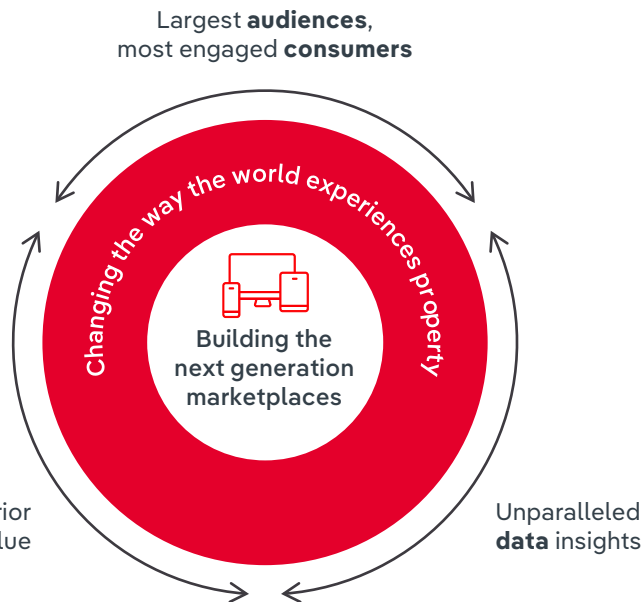 Largest audiences,
most engaged consumers
Changing the way the world experiences property
Building the
next generation
marketplaces
Unparalleled
data insights